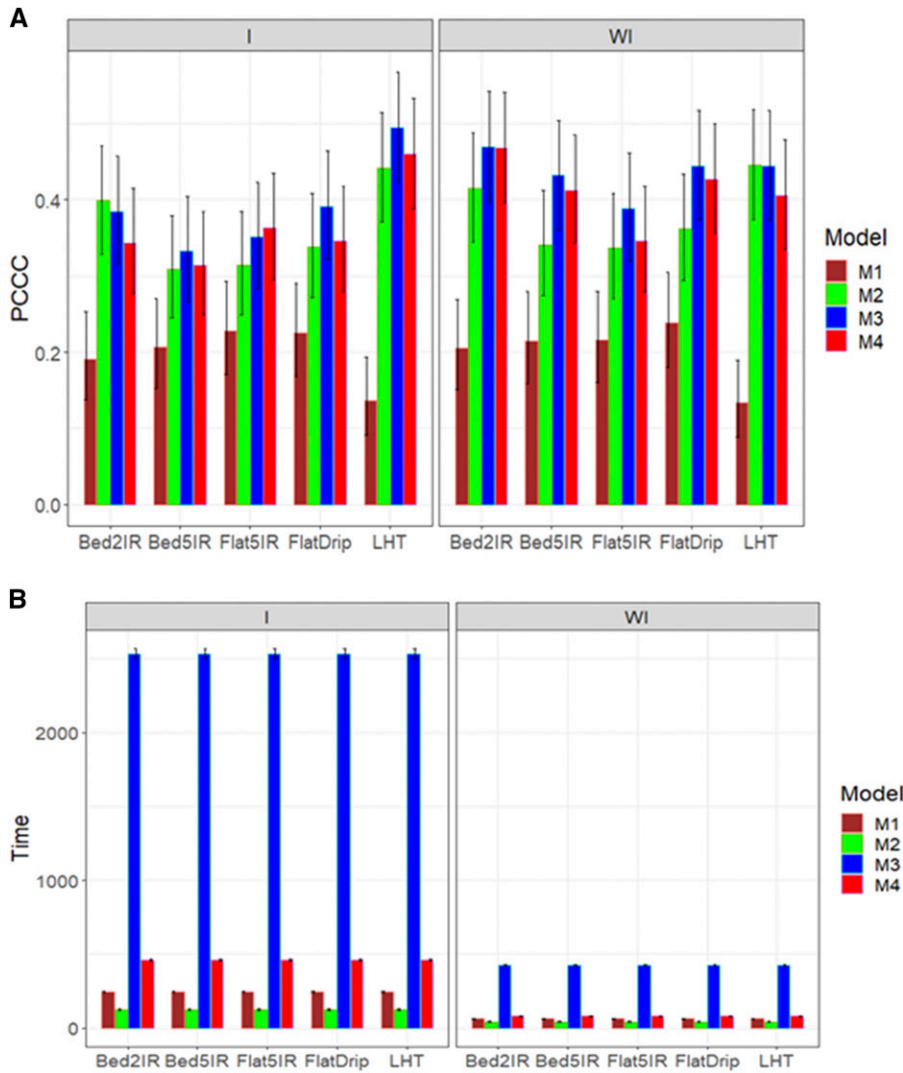 A
I WI
PCCC
0.4
0.2
0.0
Bed2IR Bed5IR Flat5IR FlatDrip LHT Bed2IR Bed5IR Flat5IR FlatDrip LHT
Model
M1
M2
M3
M4
B
I WI
Time
2000
1000
0
Bed2IR Bed5IR Flat5IR FlatDrip LHT Bed2IR Bed5IR Flat5IR FlatDrip LHT
Model
M1
M2
M3
M4